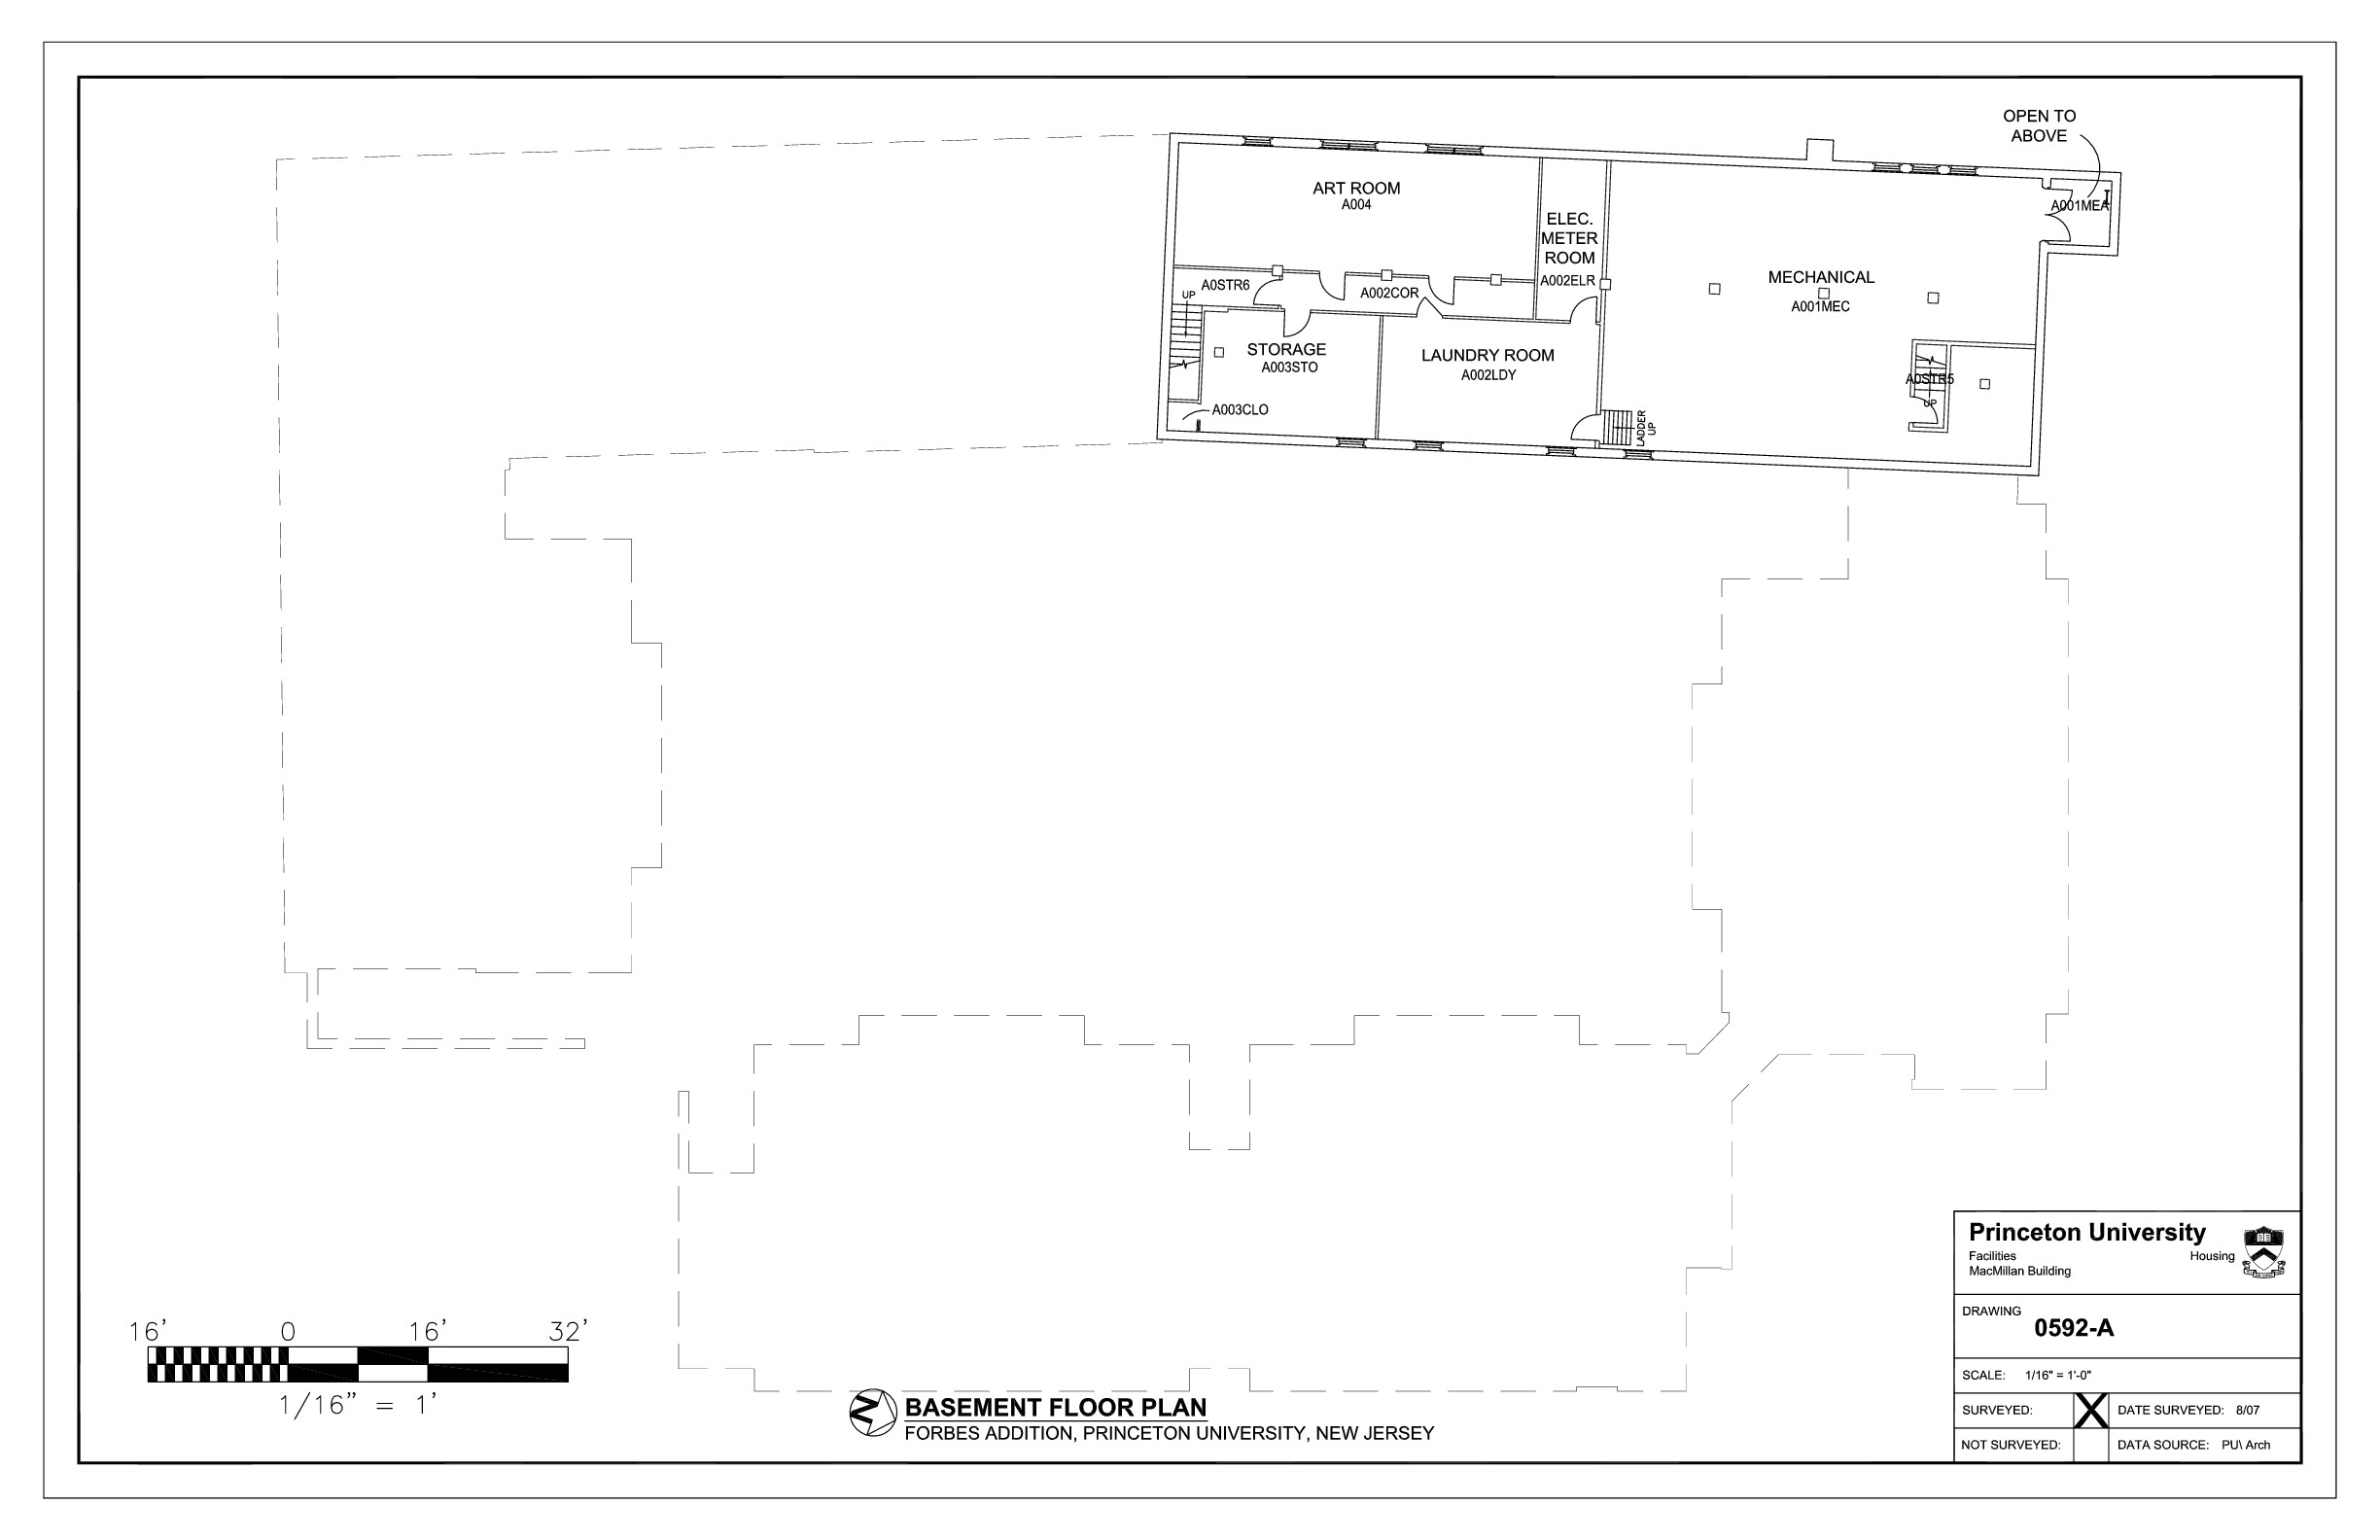 OPEN TO
ABOVE
ART ROOM
A004
ELEC.
METER
ROOM
A002ELR
A001MEA
MECHANICAL
A001MEC
A0STR6
UP
A002COR
STORAGE
A003STO
LAUNDRY ROOM
A002LDY
A0STR5
UP
A003CLO
LADDER
UP
Princeton University
Facilities Housing
MacMillan Building
DRAWING
0592-A
SCALE: 1/16" = 1'-0"
SURVEYED: X DATE SURVEYED: 8/07
NOT SURVEYED: DATA SOURCE: PU\ Arch
16' 0 16' 32'
1/16" = 1'
N
BASEMENT FLOOR PLAN
FORBES ADDITION, PRINCETON UNIVERSITY, NEW JERSEY